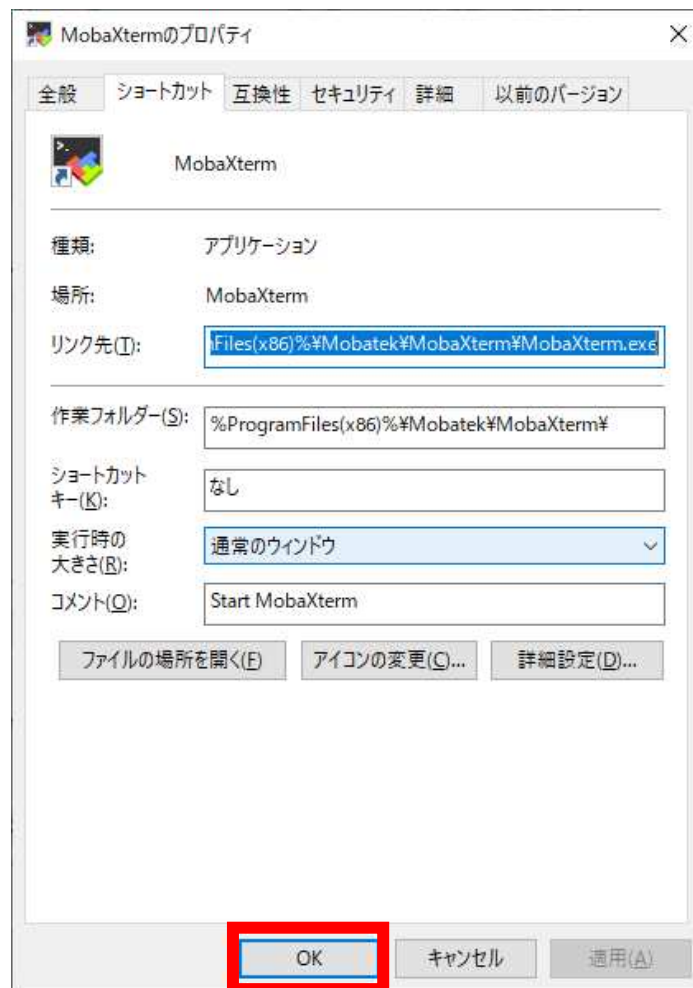 MobaXtermのプロパティ
全般 ショートカット 互換性 セキュリティ 詳細 以前のバージョン
MobaXterm
種類: アプリケーション
場所: MobaXterm
リンク先(T): Files(x86)%¥Mobatek¥MobaXterm¥MobaXterm.exe
作業フォルダー(S): %ProgramFiles(x86)%¥Mobatek¥MobaXterm¥
ショートカット
キー(K): なし
実行時の
大きさ(R): 通常のウィンドウ
コメント(O): Start MobaXterm
ファイルの場所を開く(F) アイコンの変更(C)... 詳細設定(D)...
OK キャンセル 適用(A)